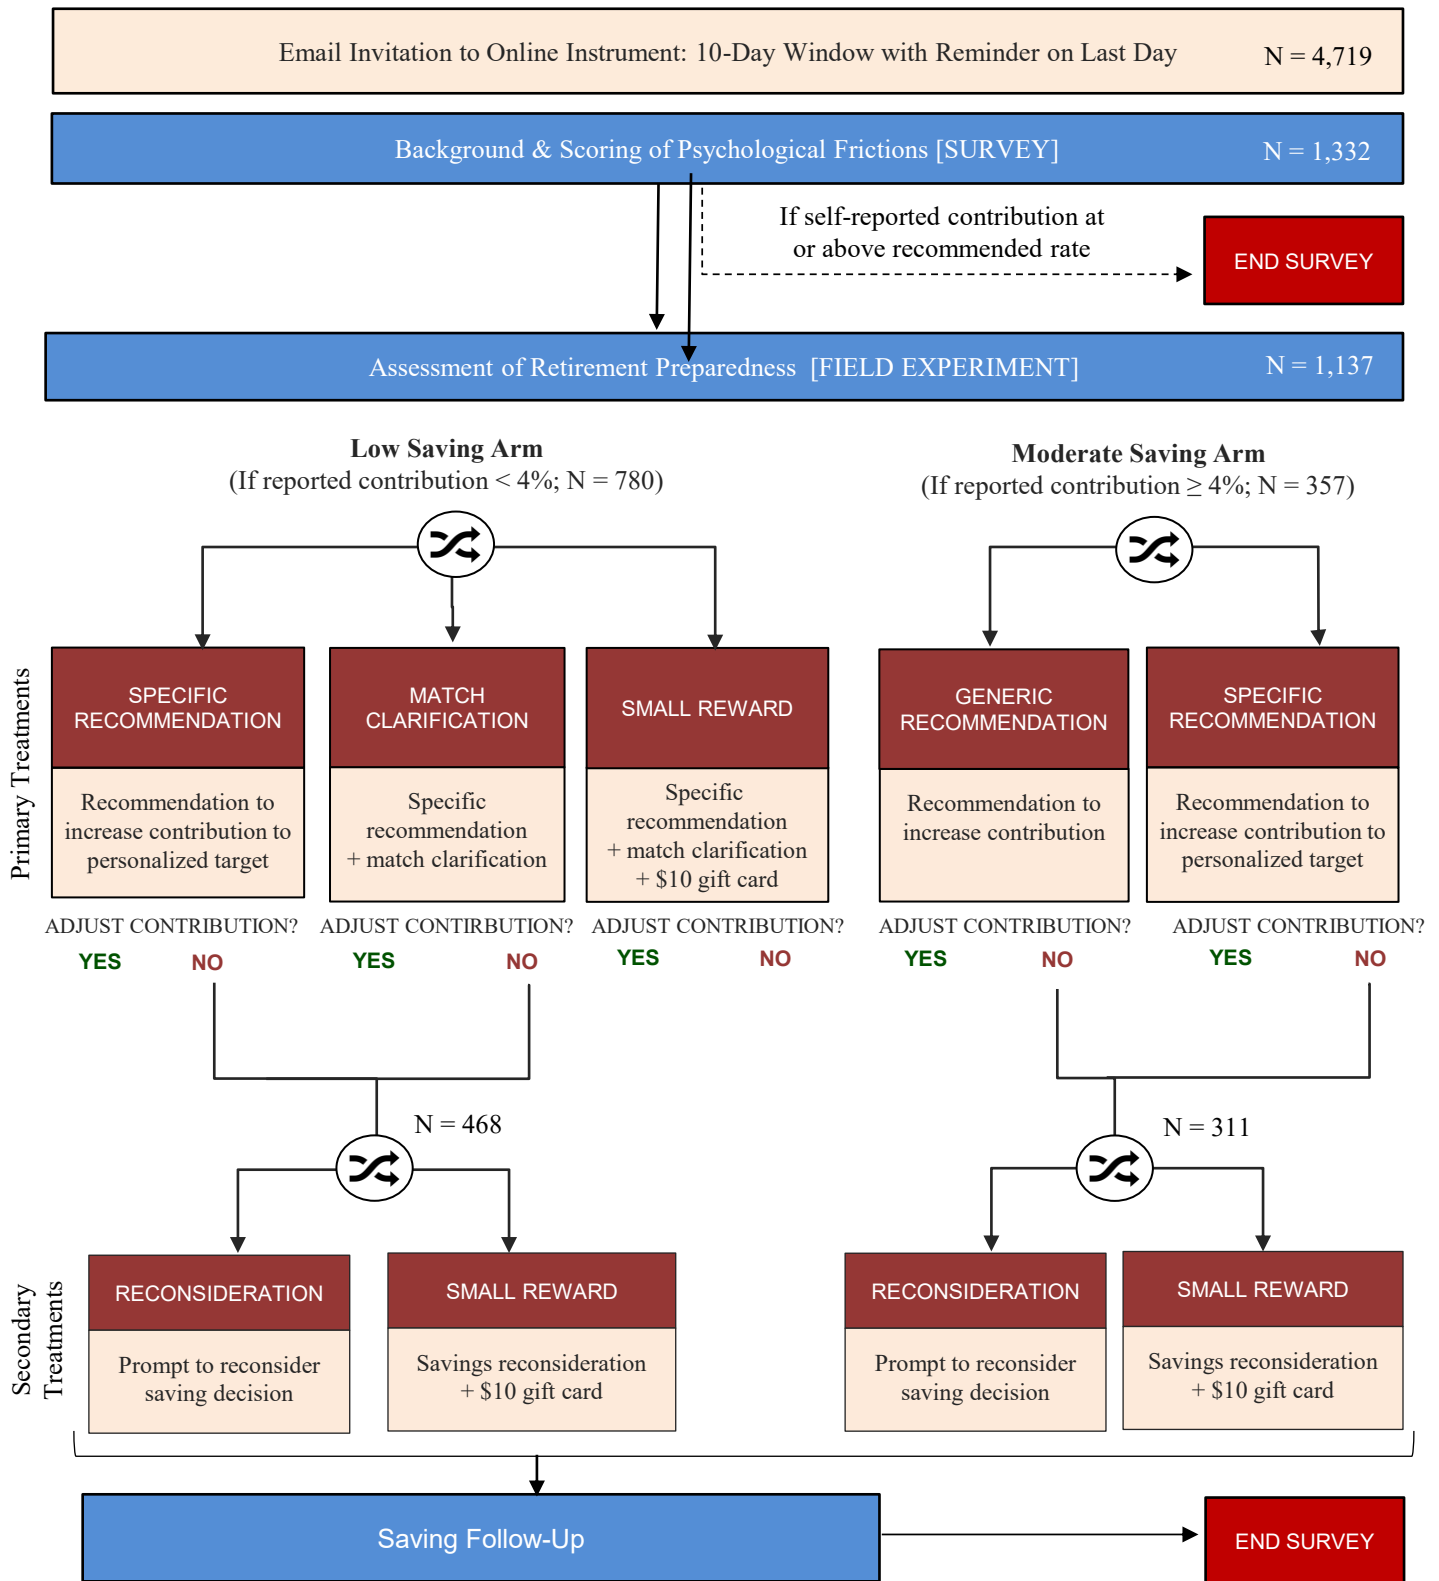 Email Invitation to Online Instrument: 10-Day Window with Reminder on Last Day
N = 4,719
Background & Scoring of Psychological Frictions [SURVEY]
N = 1,332
If self-reported contribution at
or above recommended rate
END SURVEY
Assessment of Retirement Preparedness [FIELD EXPERIMENT]
N = 1,137
Low Saving Arm
(If reported contribution < 4%; N = 780)
Moderate Saving Arm
(If reported contribution ≥ 4%; N = 357)
Primary Treatments
SPECIFIC
RECOMMENDATION
Recommendation to
increase contribution to
personalized target
MATCH
CLARIFICATION
Specific
recommendation
+ match clarification
SMALL REWARD
Specific
recommendation
+ match clarification
+ $10 gift card
GENERIC
RECOMMENDATION
Recommendation to
increase contribution
SPECIFIC
RECOMMENDATION
Recommendation to
increase contribution to
personalized target
ADJUST CONTRIBUTION?
YES NO
ADJUST CONTIRBUTION?
YES NO
ADJUST CONTRIBUTION?
YES NO
ADJUST CONTRIBUTION?
YES NO
ADJUST CONTRIBUTION?
YES NO
N = 468
N = 311
Secondary
Treatments
RECONSIDERATION
Prompt to reconsider
saving decision
SMALL REWARD
Savings reconsideration
+ $10 gift card
RECONSIDERATION
Prompt to reconsider
saving decision
SMALL REWARD
Savings reconsideration
+ $10 gift card
Saving Follow-Up
END SURVEY